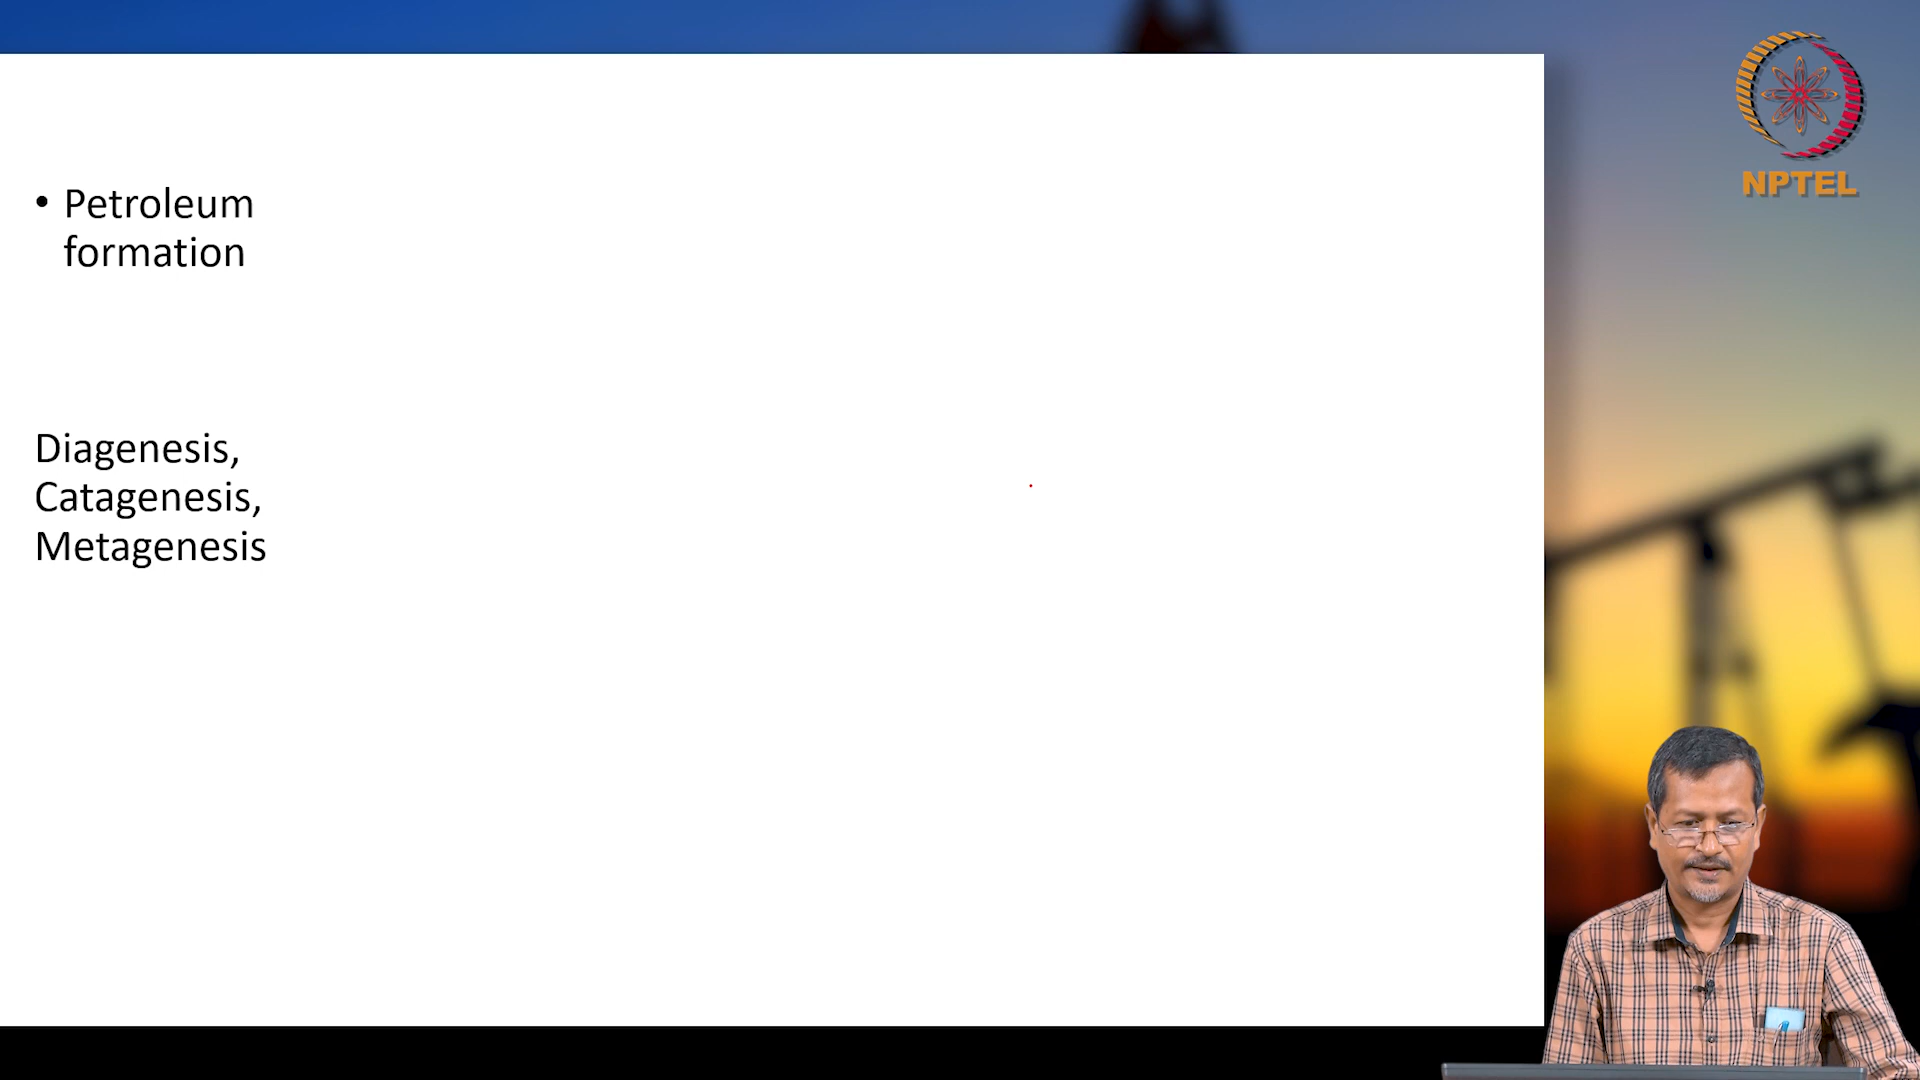 • Petroleum
formation
Diagenesis,
Catagenesis,
Metagenesis
NPTEL